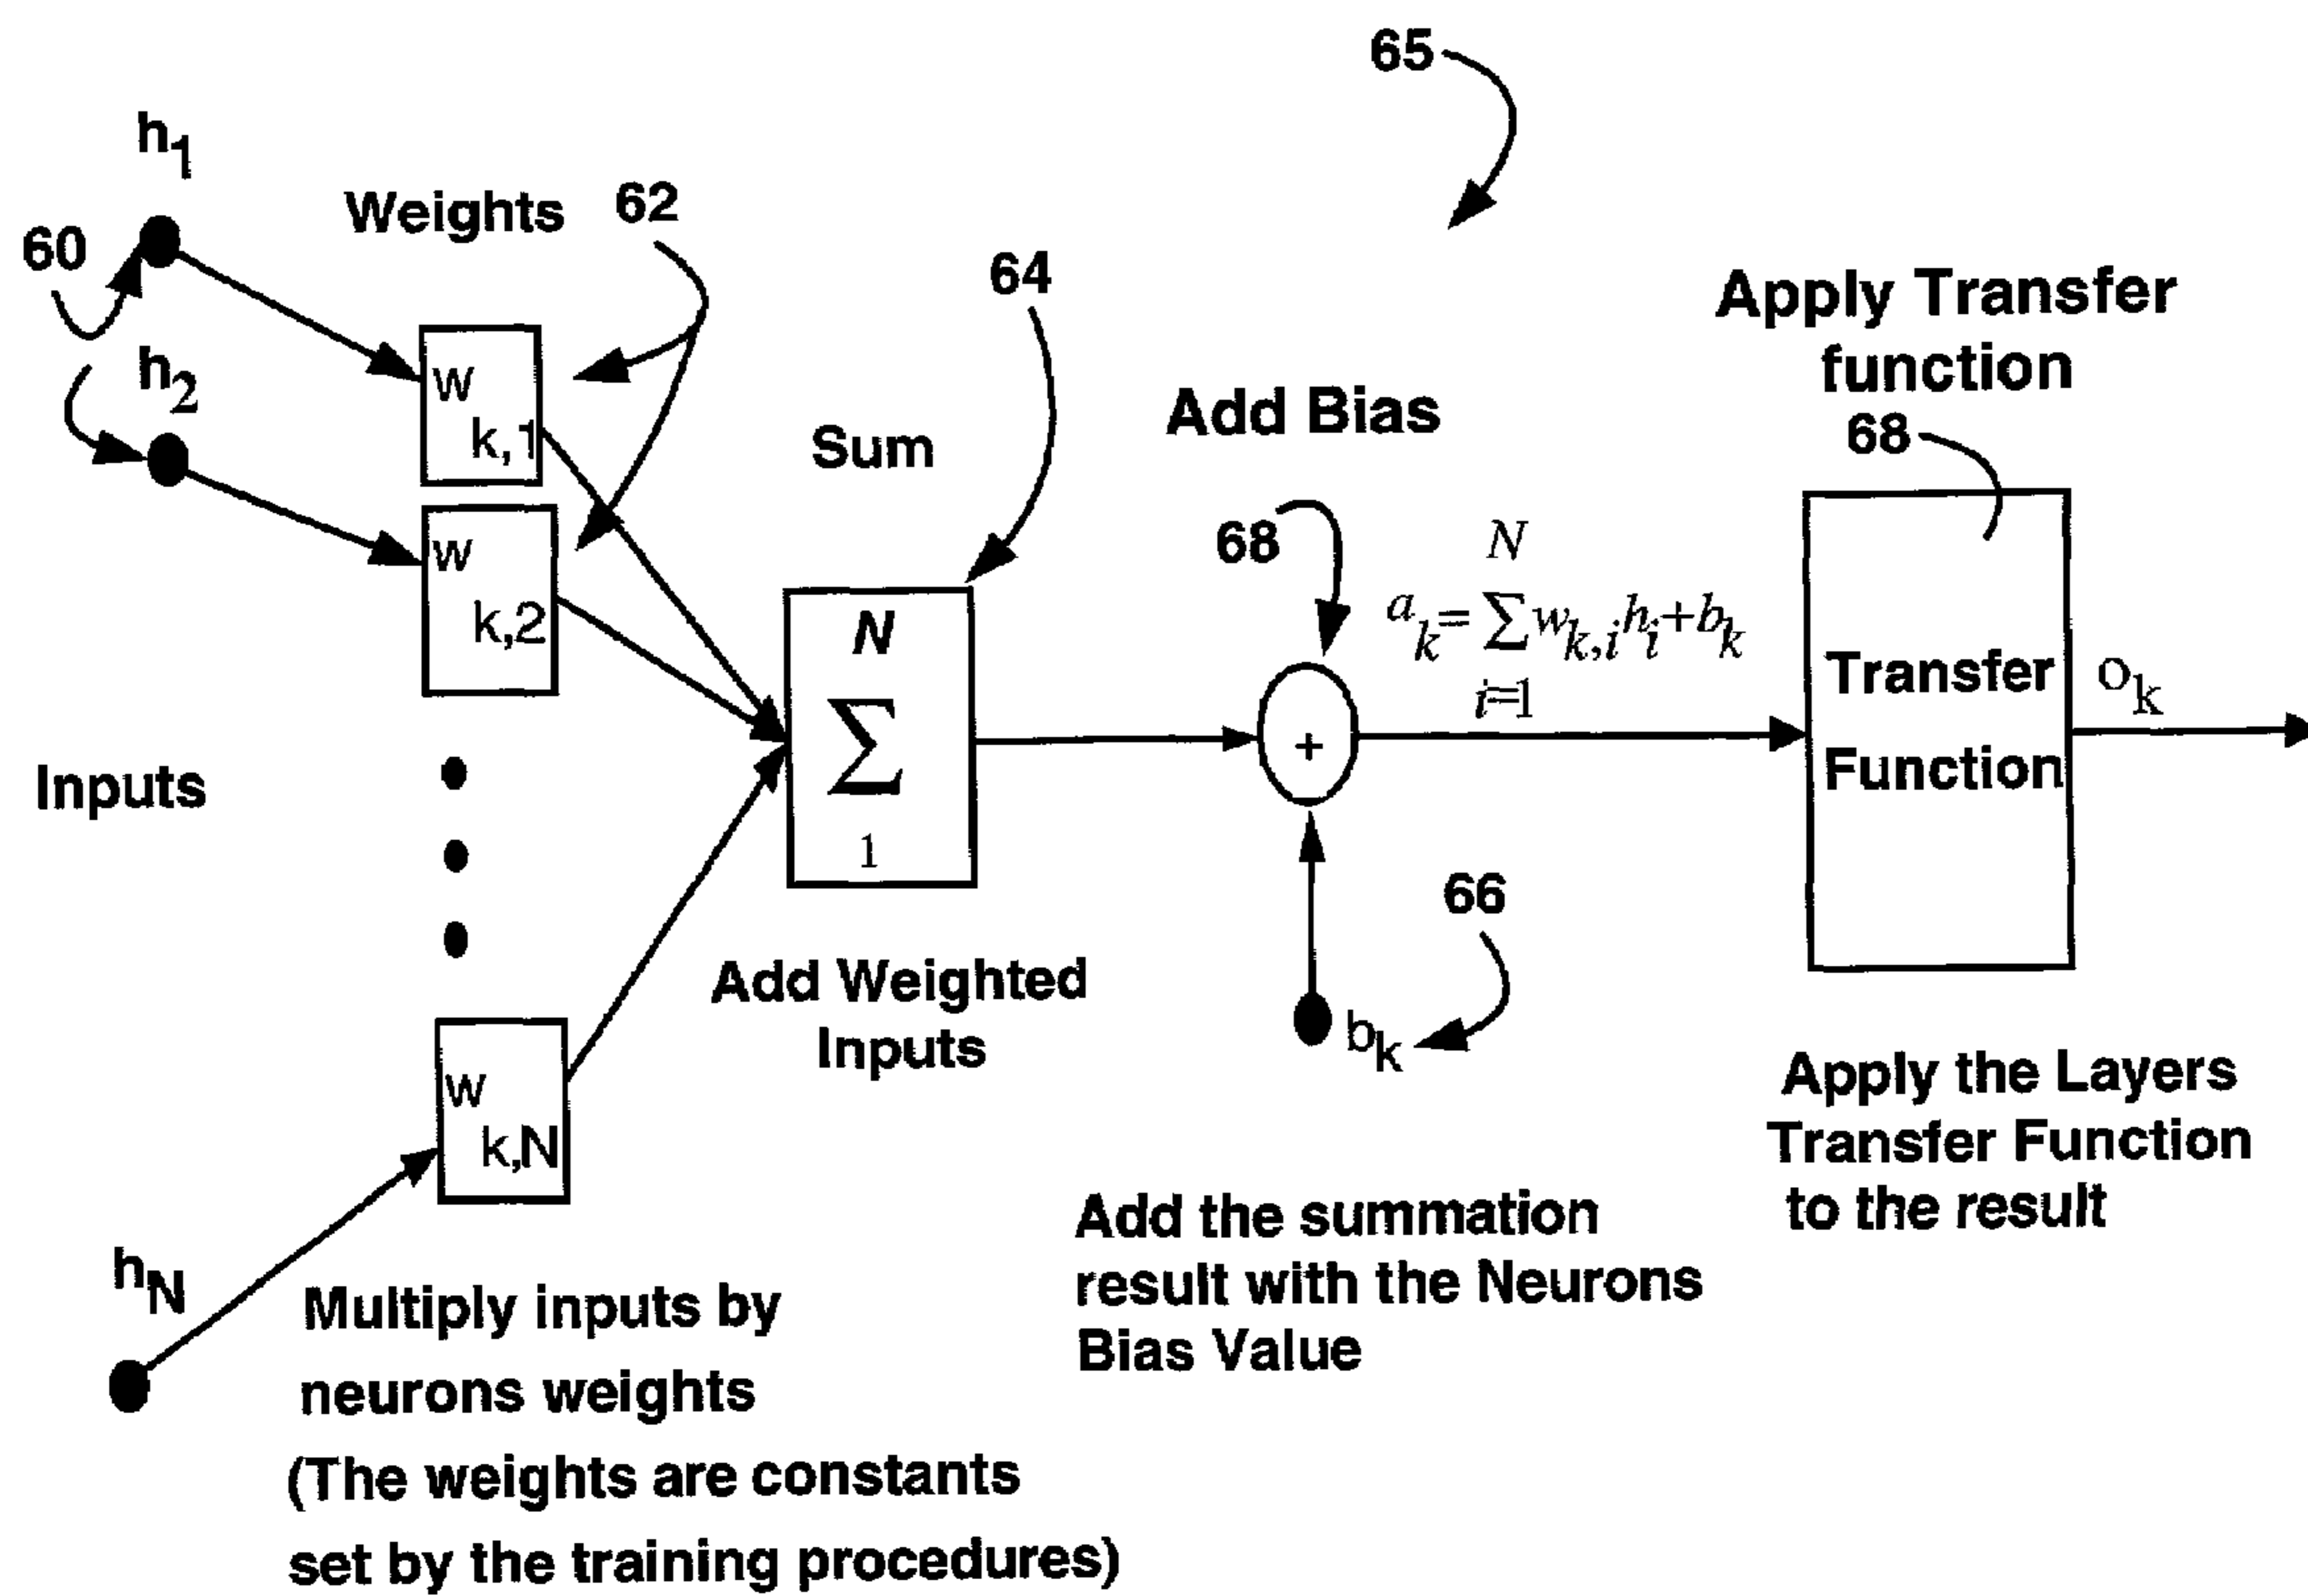 65
h1
60
Weights 62
64
h2
w
k,1
Sum
Add Bias
Apply Transfer
function
68
w
k,2
N
∑
1
68
N
a k = ∑ w k,i h i + b k
i=1
Transfer
Function
ok
Inputs
Add Weighted
Inputs
66
bk
w
k,N
Apply the Layers
Transfer Function
to the result
Add the summation
result with the Neurons
Bias Value
hN
Multiply inputs by
neurons weights
(The weights are constants
set by the training procedures)
+